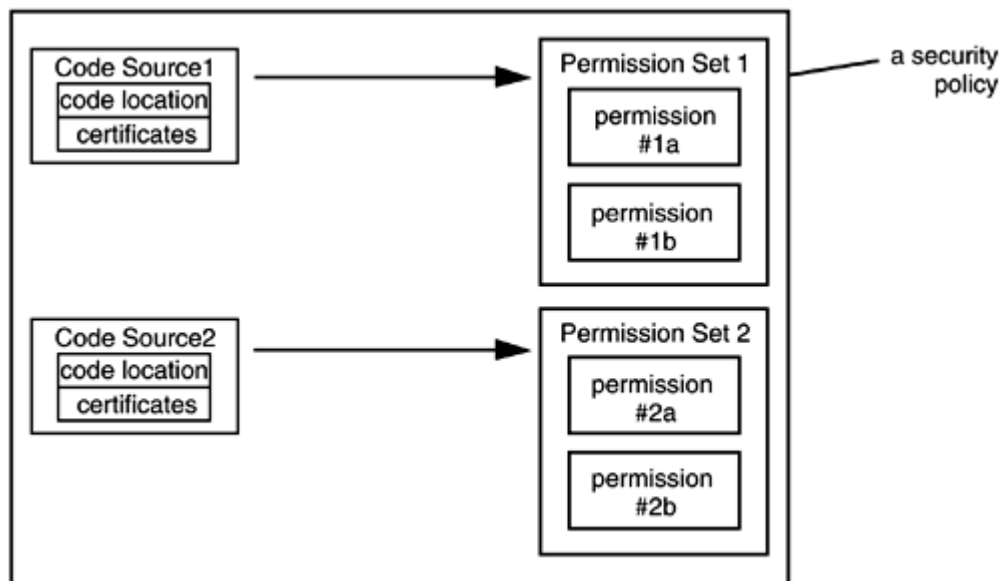 Code Source1
code location
certificates
Permission Set 1
permission
#1a
permission
#1b
a security
policy
Code Source2
code location
certificates
Permission Set 2
permission
#2a
permission
#2b